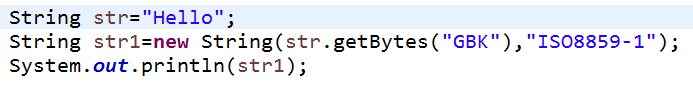 String str="Hello";
String str1=new String(str.getBytes("GBK"),"ISO8859-1");
System.out.println(str1);